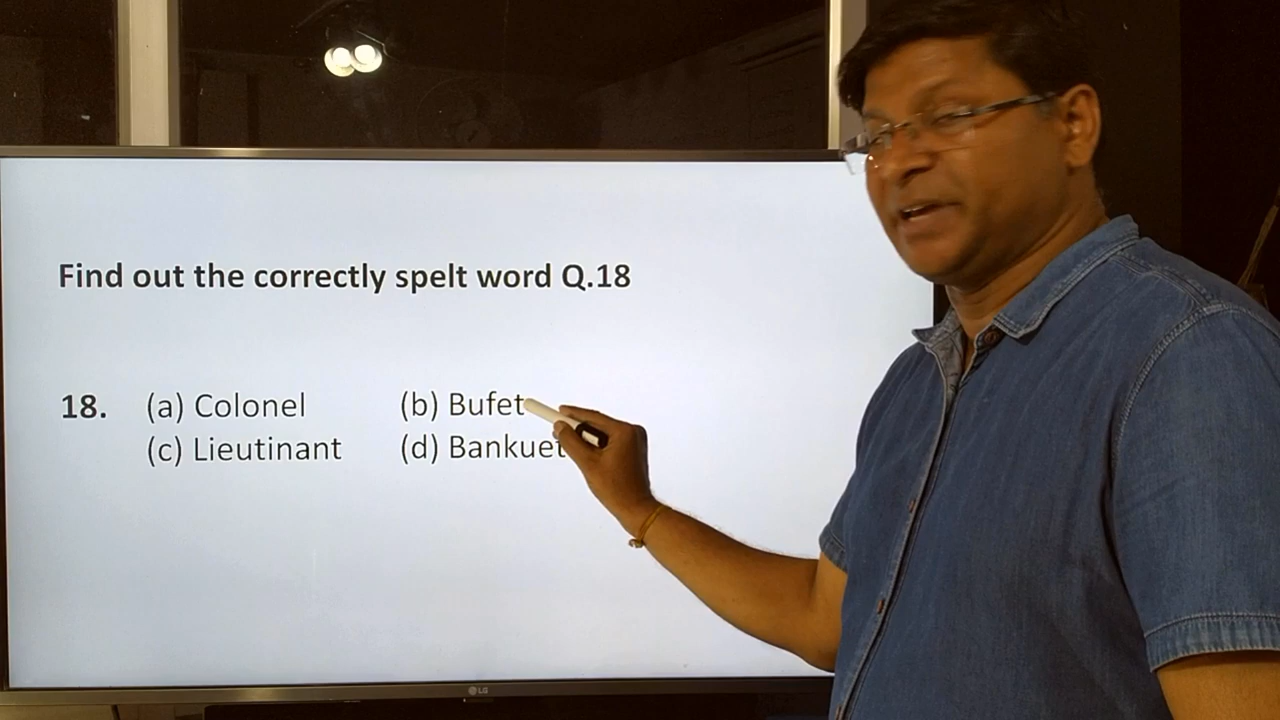 Find out the correctly spelt word Q.18
18. (a) Colonel (b) Bufet
(c) Lieutinant (d) Bankuet
LG